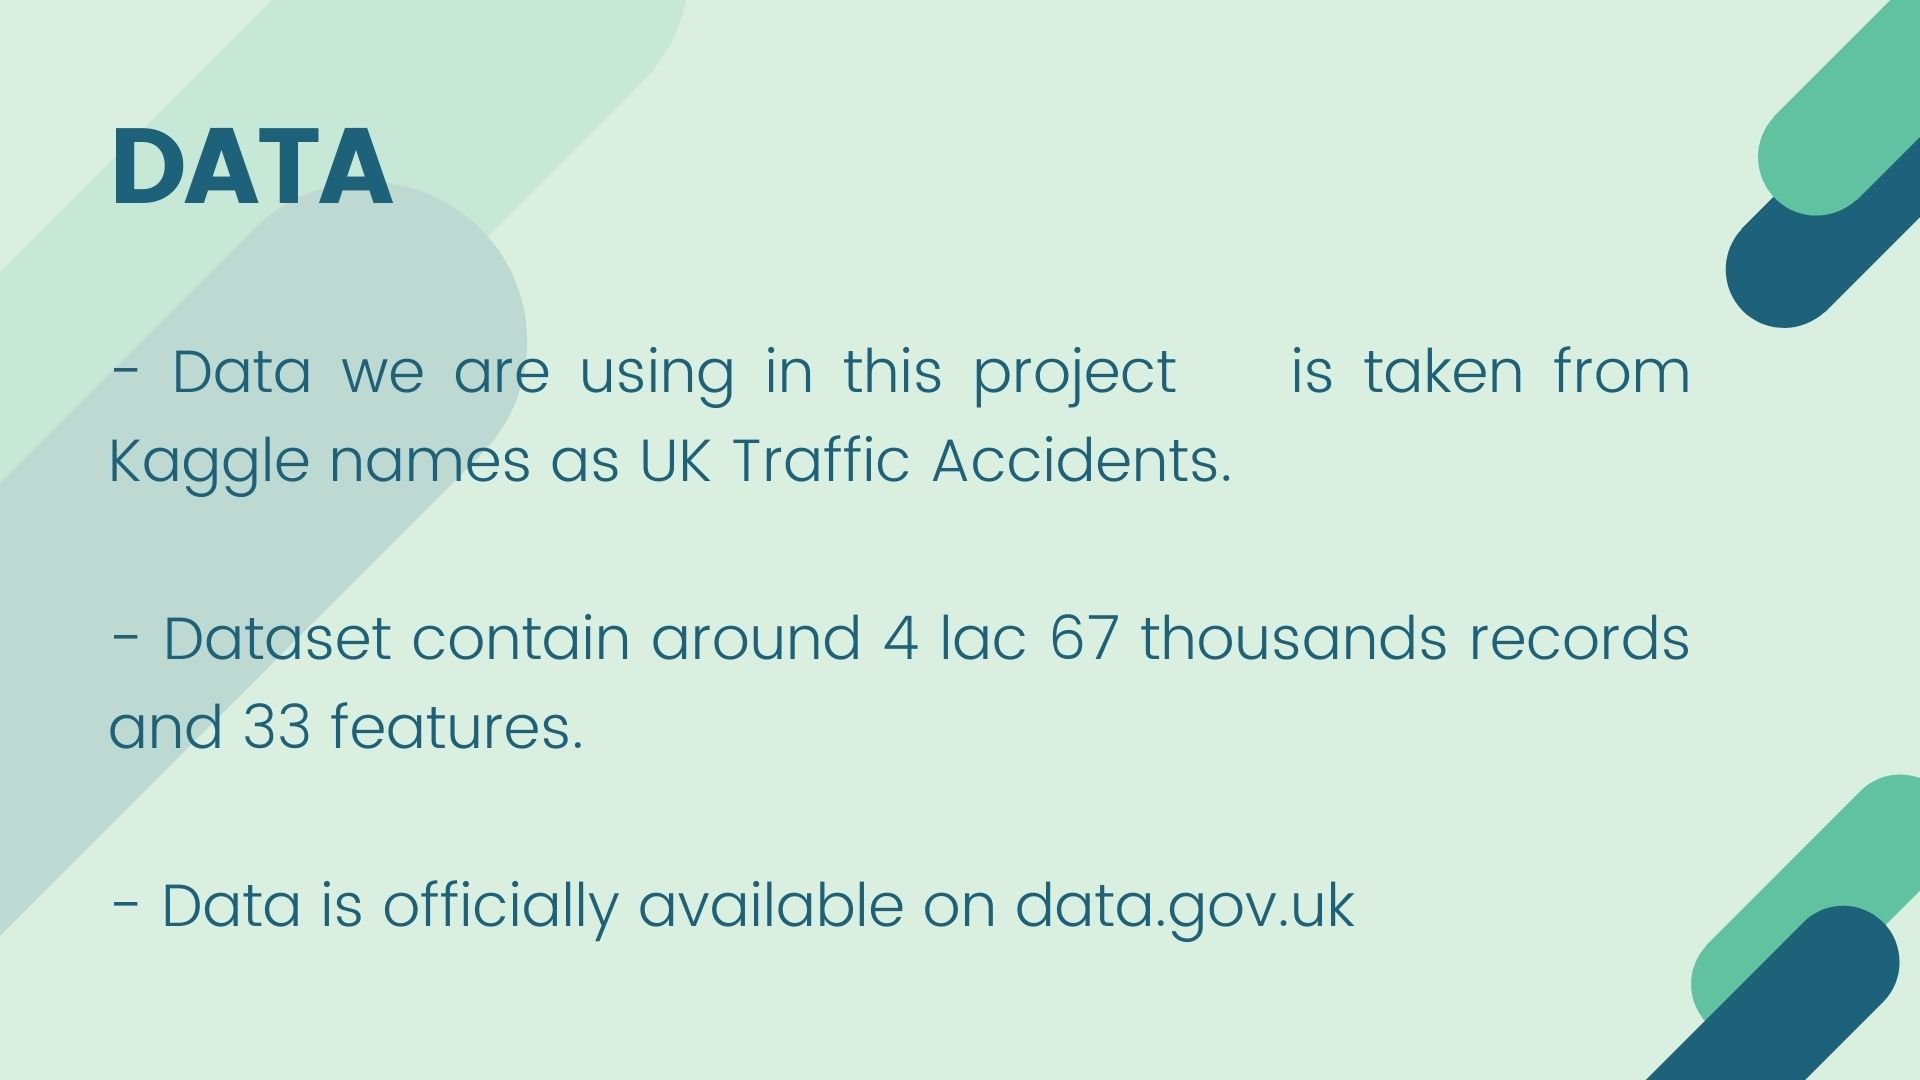 DATA
- Data we are using in this project is taken from
Kaggle names as UK Traffic Accidents.
- Dataset contain around 4 lac 67 thousands records
and 33 features.
- Data is officially available on data.gov.uk